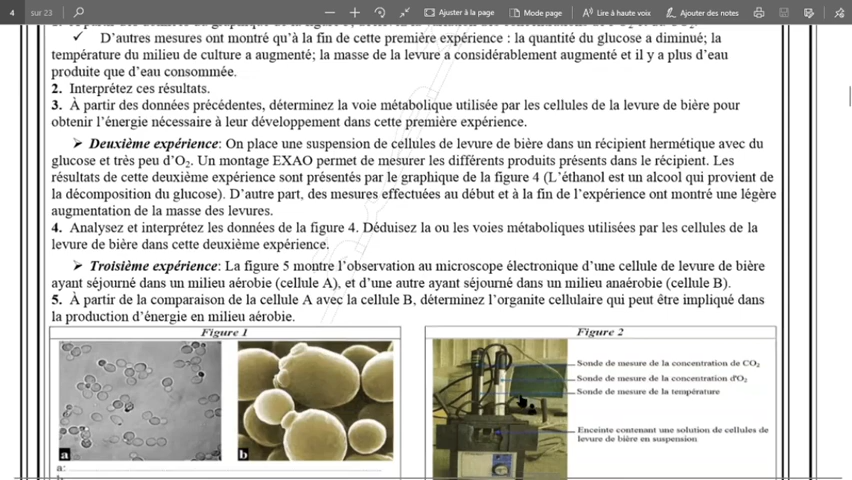 4 sur 23 Ajuster à la page Mode page Lire à haute voix Ajouter des notes
✓ D'autres mesures ont montré qu'à la fin de cette première expérience : la quantité du glucose a diminué; la
température du milieu de culture a augmenté; la masse de la levure a considérablement augmenté et il y a plus d'eau
produite que d'eau consommée.
2. Interprétez ces résultats.
3. À partir des données précédentes, déterminez la voie métabolique utilisée par les cellules de la levure de bière pour
obtenir l'énergie nécessaire à leur développement dans cette première expérience.
➢ Deuxième expérience: On place une suspension de cellules de levure de bière dans un récipient hermétique avec du
glucose et très peu d'O₂. Un montage EXAO permet de mesurer les différents produits présents dans le récipient. Les
résultats de cette deuxième expérience sont présentés par le graphique de la figure 4 (L'éthanol est un alcool qui provient de
la décomposition du glucose). D'autre part, des mesures effectuées au début et à la fin de l'expérience ont montré une légère
augmentation de la masse des levures.
4. Analysez et interprétez les données de la figure 4. Déduisez la ou les voies métaboliques utilisées par les cellules de la
levure de bière dans cette deuxième expérience.
➢ Troisième expérience: La figure 5 montre l'observation au microscope électronique d'une cellule de levure de bière
ayant séjourné dans un milieu aérobie (cellule A), et d'une autre ayant séjourné dans un milieu anaérobie (cellule B).
5. À partir de la comparaison de la cellule A avec la cellule B, déterminez l'organite cellulaire qui peut être impliqué dans
la production d'énergie en milieu aérobie.
Figure 1
Figure 2
Sonde de mesure de la concentration de CO₂
Sonde de mesure de la concentration d'O₂
Sonde de mesure de la température
Enceinte contenant une solution de cellules de
levure de bière en suspension
a
b
a: